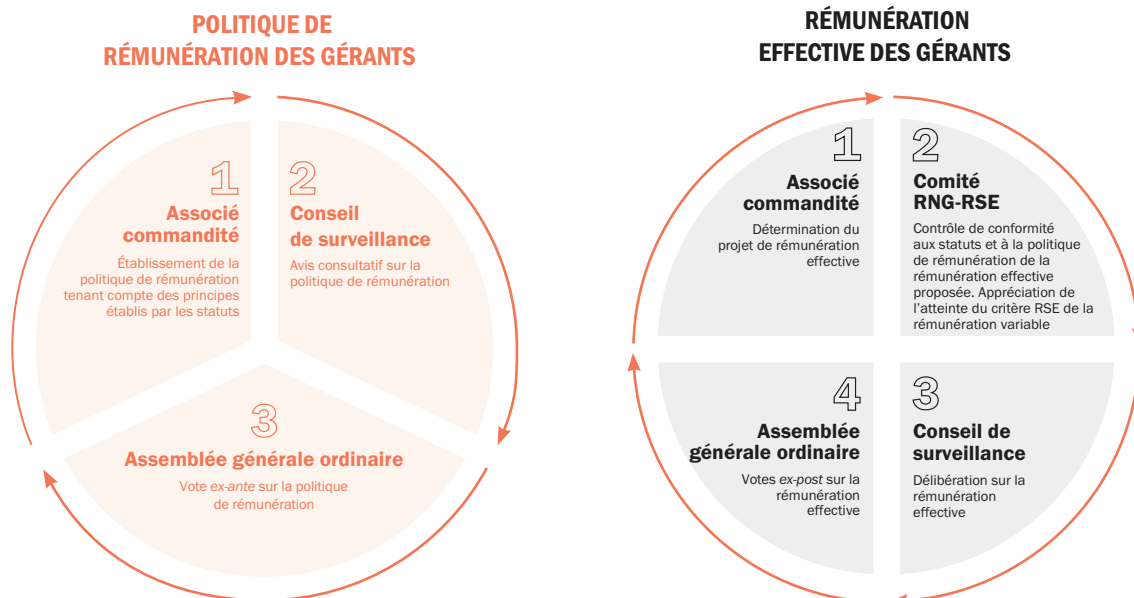 POLITIQUE DE
RÉMUNÉRATION DES GÉRANTS
1
Associé
commandité
Établissement de la
politique de rémunération
tenant compte des principes
établis par les statuts
2
Conseil
de surveillance
Avis consultatif sur la
politique de rémunération
3
Assemblée générale ordinaire
Vote ex-ante sur la politique
de rémunération
RÉMUNÉRATION
EFFECTIVE DES GÉRANTS
1
Associé
commandité
Détermination du
projet de rémunération
effective
2
Comité
RNG-RSE
Contrôle de conformité
aux statuts et à la politique
de rémunération de la
rémunération effective
proposée. Appréciation de
l’atteinte du critère RSE de la
rémunération variable
3
Conseil de
surveillance
Délibération sur la
rémunération
effective
4
Assemblée
générale ordinaire
Votes ex-post sur la
rémunération
effective